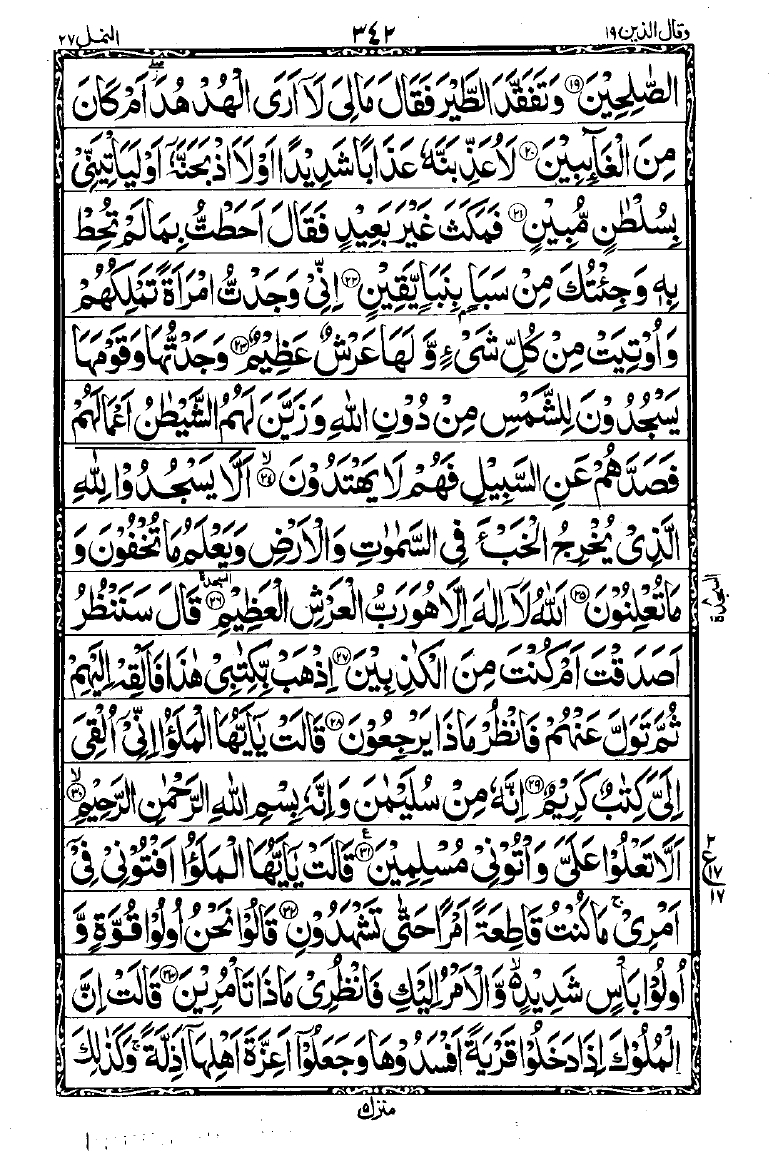 وقال الذين ١٩
٣٤٢
النمل ٢٧
الصّٰلِحِيْنَ ۝١٩ وَتَفَقَّدَ الطَّيْرَ فَقَالَ مَالِىَ لَاۤ اَرَى الْهُدْهُدَ ۖ اَمْ كَانَ
مِنَ الْغَآئِبِيْنَ ۝٢٠ لَاُعَذِّبَنَّهٗ عَذَابًا شَدِيْدًا اَوْ لَاۡاَذْبَحَنَّهٗۤ اَوْ لَيَاْتِيَنِّىْ
بِسُلْطٰنٍ مُّبِيْنٍ ۝٢١ فَمَكَثَ غَيْرَ بَعِيْدٍ فَقَالَ اَحَطْتُّ بِمَا لَمْ تُحِطْ
بِهٖ وَجِئْتُكَ مِنْ سَبَاٍۭ بِنَبَاٍ يَّقِيْنٍ ۝٢٢ اِنِّىْ وَجَدْتُّ امْرَاَةً تَمْلِكُهُمْ
وَاُوْتِيَتْ مِنْ كُلِّ شَىْءٍ وَّلَهَا عَرْشٌ عَظِيْمٌ ۝٢٣ وَجَدْتُّهَا وَقَوْمَهَا
يَسْجُدُوْنَ لِلشَّمْسِ مِنْ دُوْنِ اللّٰهِ وَزَيَّنَ لَهُمُ الشَّيْطٰنُ اَعْمَالَهُمْ
فَصَدَّهُمْ عَنِ السَّبِيْلِ فَهُمْ لَا يَهْتَدُوْنَ ۝٢٤ۙ اَلَّا يَسْجُدُوْا لِلّٰهِ
الَّذِىْ يُخْرِجُ الْخَبْءَ فِى السَّمٰوٰتِ وَالْاَرْضِ وَيَعْلَمُ مَا تُخْفُوْنَ وَ
مَا تُعْلِنُوْنَ ۝٢٥ اَللّٰهُ لَاۤ اِلٰهَ اِلَّا هُوَ رَبُّ الْعَرْشِ الْعَظِيْمِ ۝٢٦ السجدة قَالَ سَنَنْظُرُ
السجدة
اَصَدَقْتَ اَمْ كُنْتَ مِنَ الْكٰذِبِيْنَ ۝٢٧ اِذْهَبْ بِّكِتٰبِىْ هٰذَا فَاَلْقِهْ اِلَيْهِمْ
ثُمَّ تَوَلَّ عَنْهُمْ فَانْظُرْ مَاذَا يَرْجِعُوْنَ ۝٢٨ قَالَتْ يٰۤاَيُّهَا الْمَلَؤُا اِنِّىْۤ اُلْقِىَ
اِلَىَّ كِتٰبٌ كَرِيْمٌ ۝٢٩ اِنَّهٗ مِنْ سُلَيْمٰنَ وَاِنَّهٗ بِسْمِ اللّٰهِ الرَّحْمٰنِ الرَّحِيْمِ ۝٣٠ۙ
اَلَّا تَعْلُوْا عَلَىَّ وَاْتُوْنِىْ مُسْلِمِيْنَ ۝٣١ ع قَالَتْ يٰۤاَيُّهَا الْمَلَؤُا اَفْتُوْنِىْ فِىْۤ
٢
ع
١٧
١٧
اَمْرِىْ ۚ مَا كُنْتُ قَاطِعَةً اَمْرًا حَتّٰى تَشْهَدُوْنِ ۝٣٢ قَالُوْا نَحْنُ اُولُوْا قُوَّةٍ وَّ
اُولُوْا بَاْسٍ شَدِيْدٍ ۙ وَّالْاَمْرُ اِلَيْكِ فَانْظُرِىْ مَاذَا تَاْمُرِيْنَ ۝٣٣ قَالَتْ اِنَّ
الْمُلُوْكَ اِذَا دَخَلُوْا قَرْيَةً اَفْسَدُوْهَا وَجَعَلُوْۤا اَعِزَّةَ اَهْلِهَاۤ اَذِلَّةً ۚ وَكَذٰلِكَ
منزل ٥